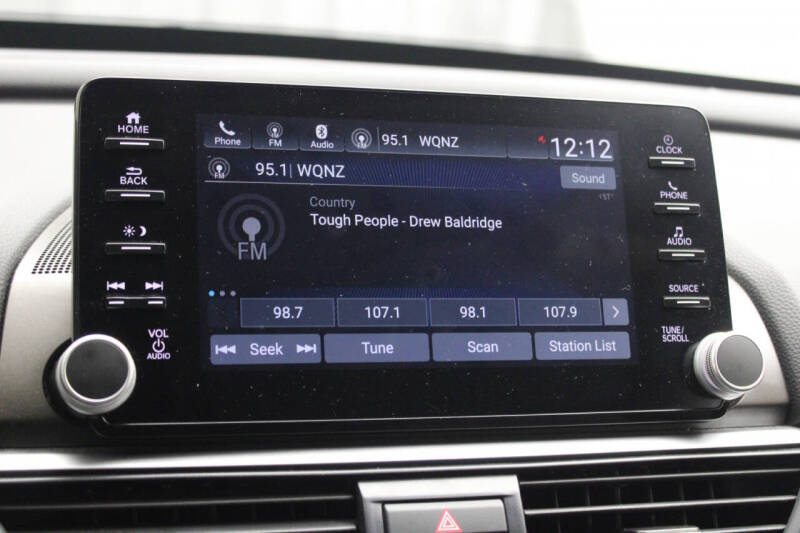 HOME
BACK
VOL
AUDIO
Phone
FM
Audio
FM
95.1 WQNZ
12:12
FM
95.1 WQNZ
Sound
Country
Tough People - Drew Baldridge
FM
98.7
107.1
98.1
107.9
Seek
Tune
Scan
Station List
CLOCK
PHONE
AUDIO
SOURCE
TUNE/
SCROLL